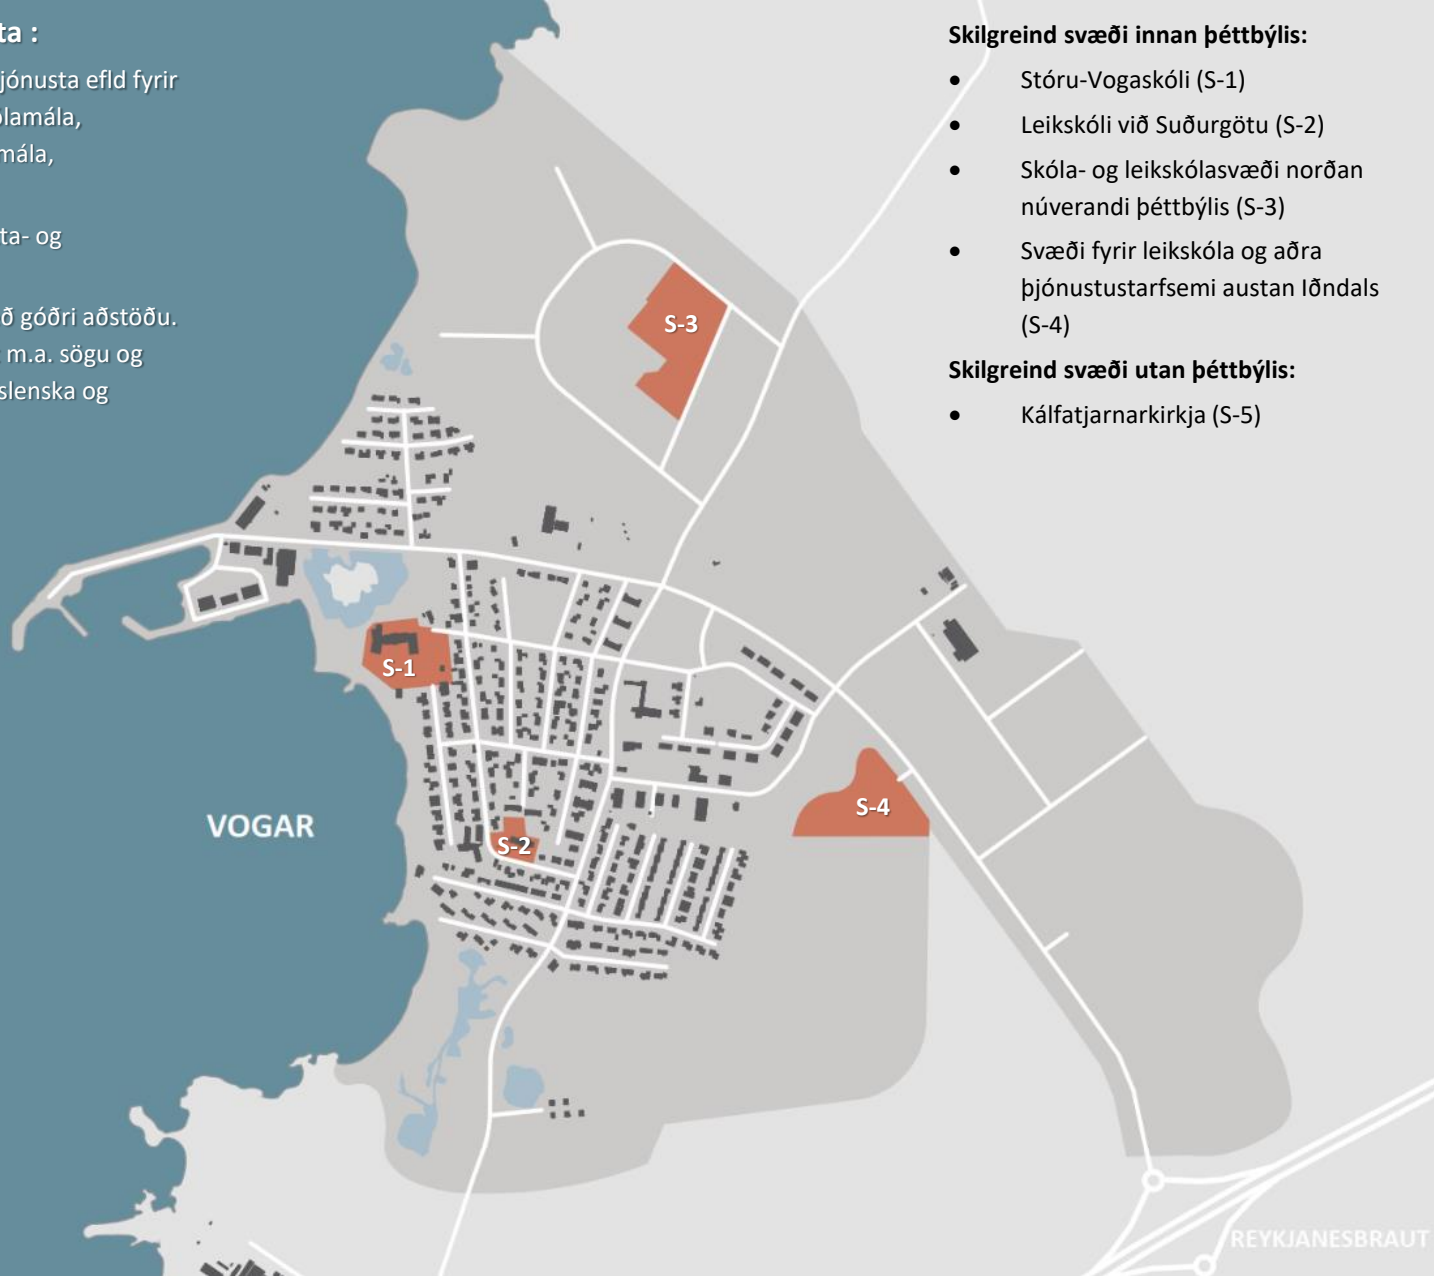 ta :
jónusta efld fyrir
ólamála,
mála,
ta- og
ð góðri aðstöðu.
m.a. sögu og
slenska og
Skilgreind svæði innan þéttbýlis:
• Stóru-Vogaskóli (S-1)
• Leikskóli við Suðurgötu (S-2)
• Skóla- og leikskólasvæði norðan
núverandi þéttbýlis (S-3)
• Svæði fyrir leikskóla og aðra
þjónustustarfsemi austan Iðndals
(S-4)
Skilgreind svæði utan þéttbýlis:
• Kálfatjarnarkirkja (S-5)
S-3
S-1
S-4
VOGAR
S-2
REYKJANESBRAUT